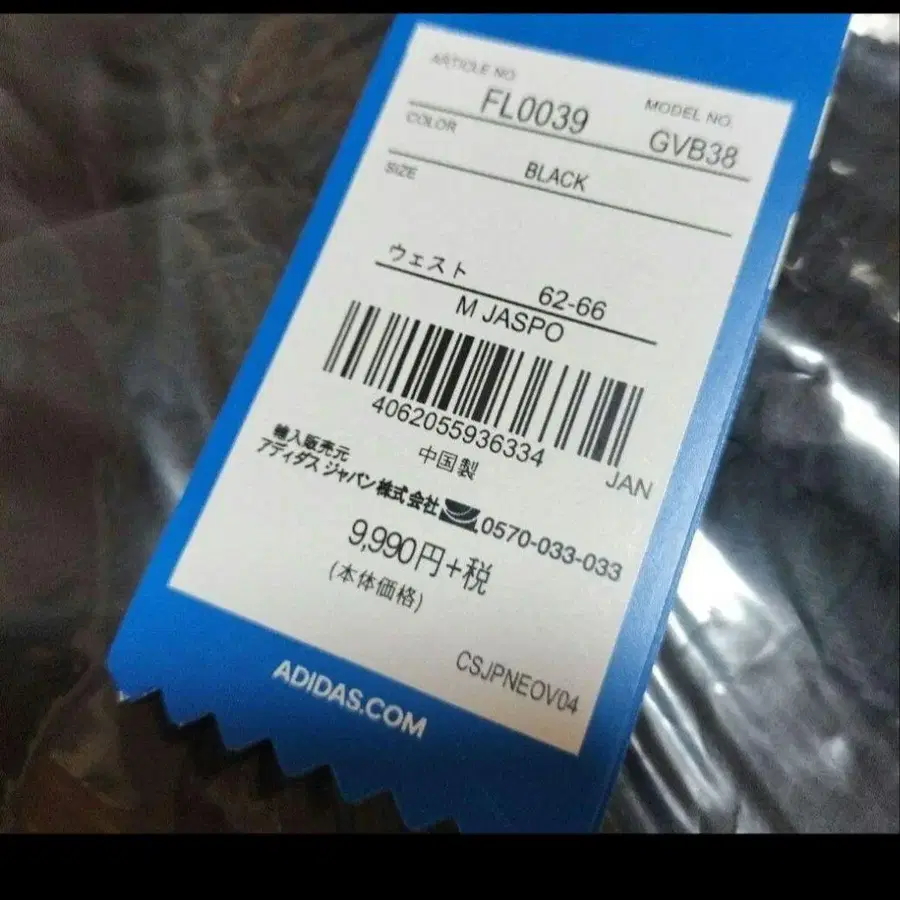 ARTICLE NO.
FL0039
MODEL NO.
GVB38
COLOR
BLACK
SIZE
ウェスト 62-66
M JASPO
4062055936334
JAN
中国製
輸入販売元
アディダス ジャパン株式会社 0570-033-033
9,990円+税
(本体価格)
CSJPNEOV04
ADIDAS.COM